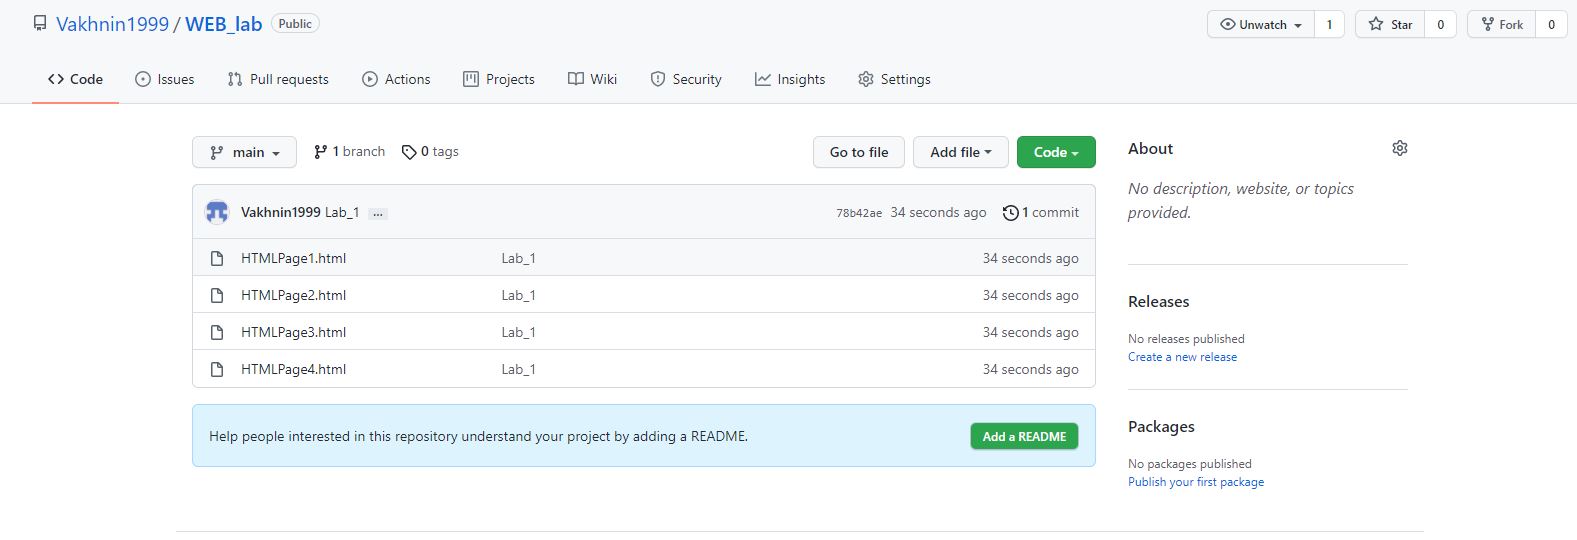 Vakhnin1999 / WEB_lab Public Unwatch 1 Star 0 Fork 0
Code Issues Pull requests Actions Projects Wiki Security Insights Settings
main 1 branch 0 tags Go to file Add file Code
Vakhnin1999 Lab_1 ... 78b42ae 34 seconds ago 1 commit
HTMLPage1.html Lab_1 34 seconds ago
HTMLPage2.html Lab_1 34 seconds ago
HTMLPage3.html Lab_1 34 seconds ago
HTMLPage4.html Lab_1 34 seconds ago
Help people interested in this repository understand your project by adding a README. Add a README
About
No description, website, or topics
provided.
Releases
No releases published
Create a new release
Packages
No packages published
Publish your first package